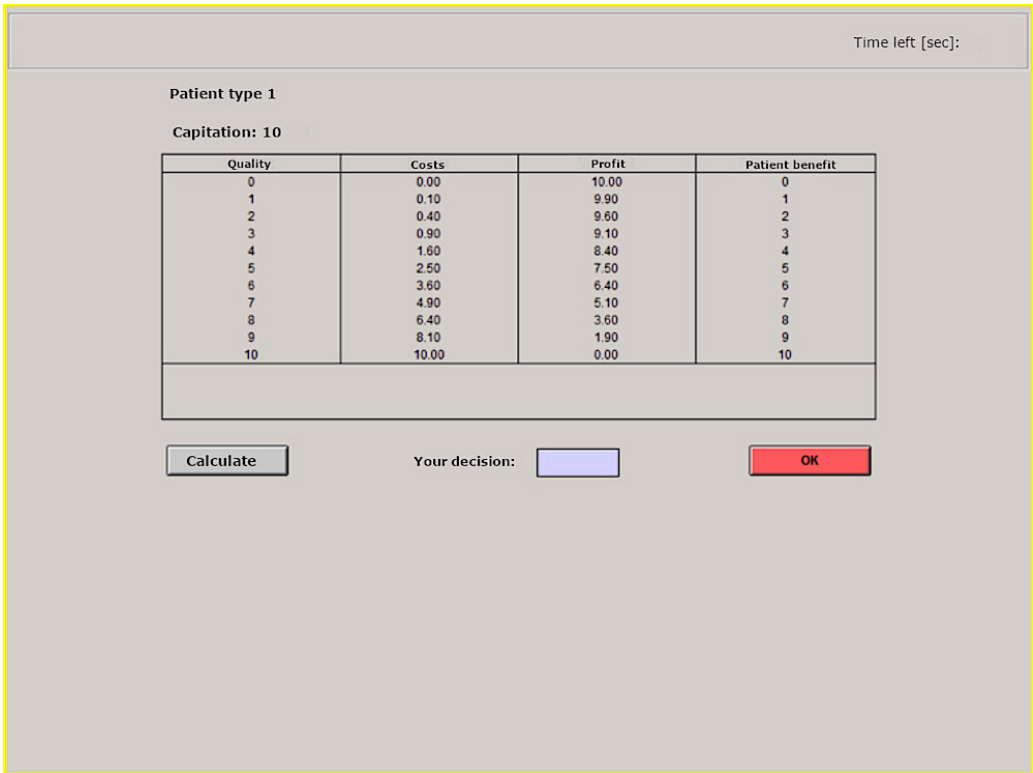 Time left [sec]:
Patient type 1
Capitation: 10
Quality Costs Profit Patient benefit
0 0.00 10.00 0
1 0.10 9.90 1
2 0.40 9.60 2
3 0.90 9.10 3
4 1.60 8.40 4
5 2.50 7.50 5
6 3.60 6.40 6
7 4.90 5.10 7
8 6.40 3.60 8
9 8.10 1.90 9
10 10.00 0.00 10
Calculate Your decision: OK